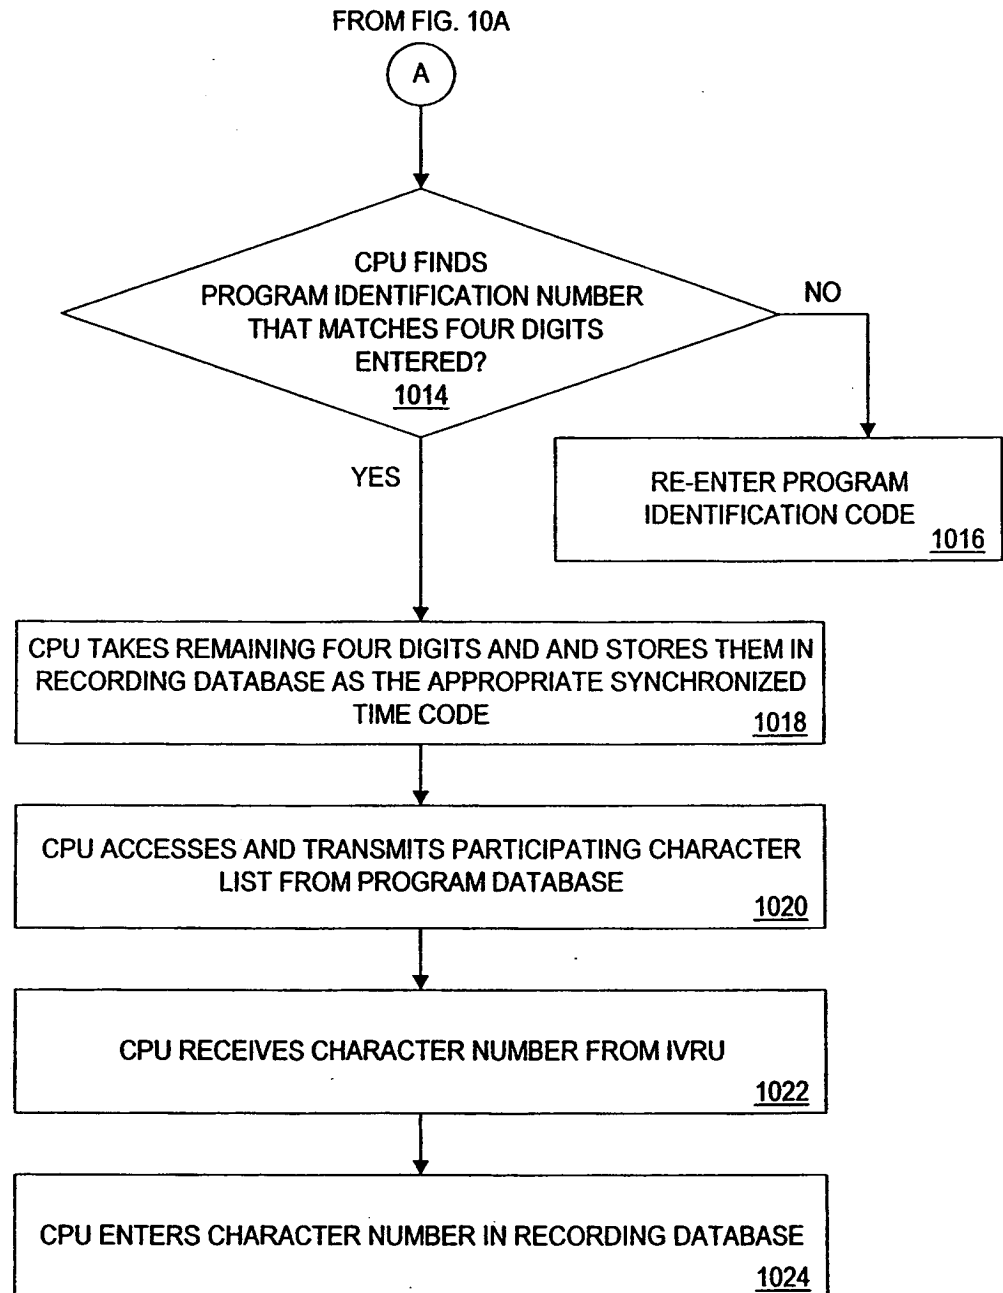 FROM FIG. 10A
A
CPU FINDS
PROGRAM IDENTIFICATION NUMBER
THAT MATCHES FOUR DIGITS
ENTERED?
1014
NO
YES
RE-ENTER PROGRAM
IDENTIFICATION CODE
1016
CPU TAKES REMAINING FOUR DIGITS AND AND STORES THEM IN
RECORDING DATABASE AS THE APPROPRIATE SYNCHRONIZED
TIME CODE
1018
CPU ACCESSES AND TRANSMITS PARTICIPATING CHARACTER
LIST FROM PROGRAM DATABASE
1020
CPU RECEIVES CHARACTER NUMBER FROM IVRU
1022
CPU ENTERS CHARACTER NUMBER IN RECORDING DATABASE
1024